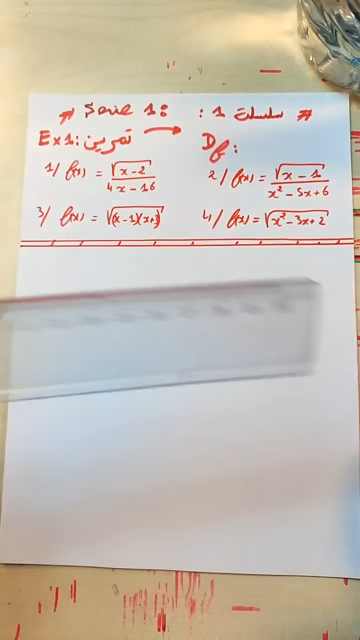 # Serie 1: : 1 سلسلة #
Ex1: تمرين → Df :
1/ f(x) = √(x-2) / (4x-16) 2/ f(x) = √(x-1) / (x²-5x+6)
3/ f(x) = √((x-1)(x+3)) 4/ f(x) = √(x²-3x+2)